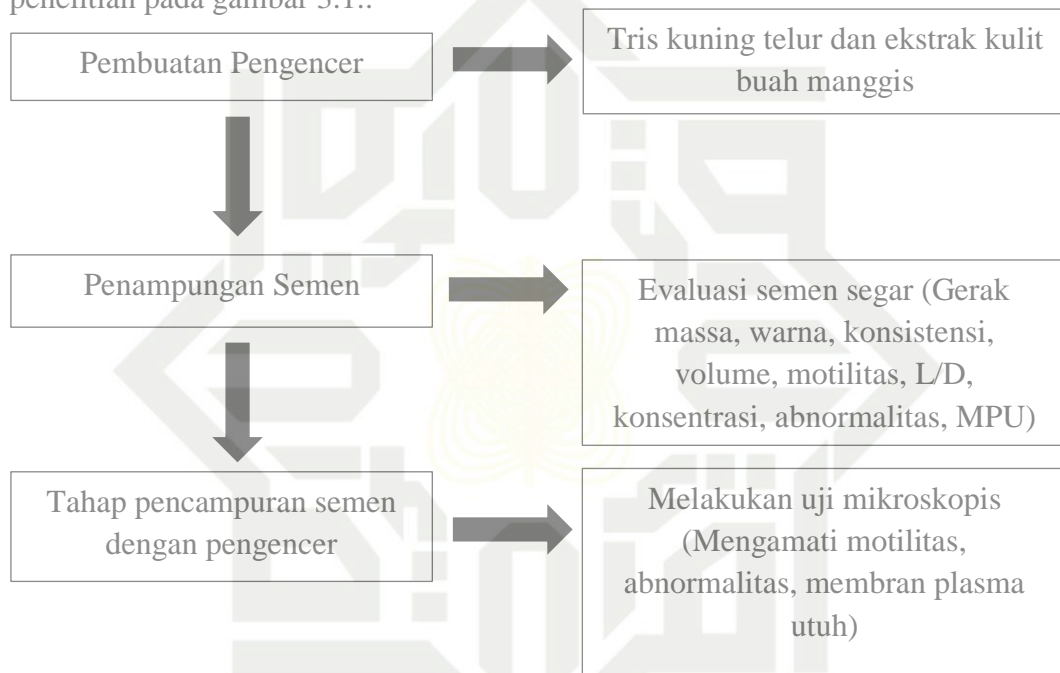 penelitian pada gambar 3.1..
Pembuatan Pengencer
Tris kuning telur dan ekstrak kulit
buah manggis
Penampungan Semen
Evaluasi semen segar (Gerak
massa, warna, konsistensi,
volume, motilitas, L/D,
konsentrasi, abnormalitas, MPU)
Tahap pencampuran semen
dengan pengencer
Melakukan uji mikroskopis
(Mengamati motilitas,
abnormalitas, membran plasma
utuh)